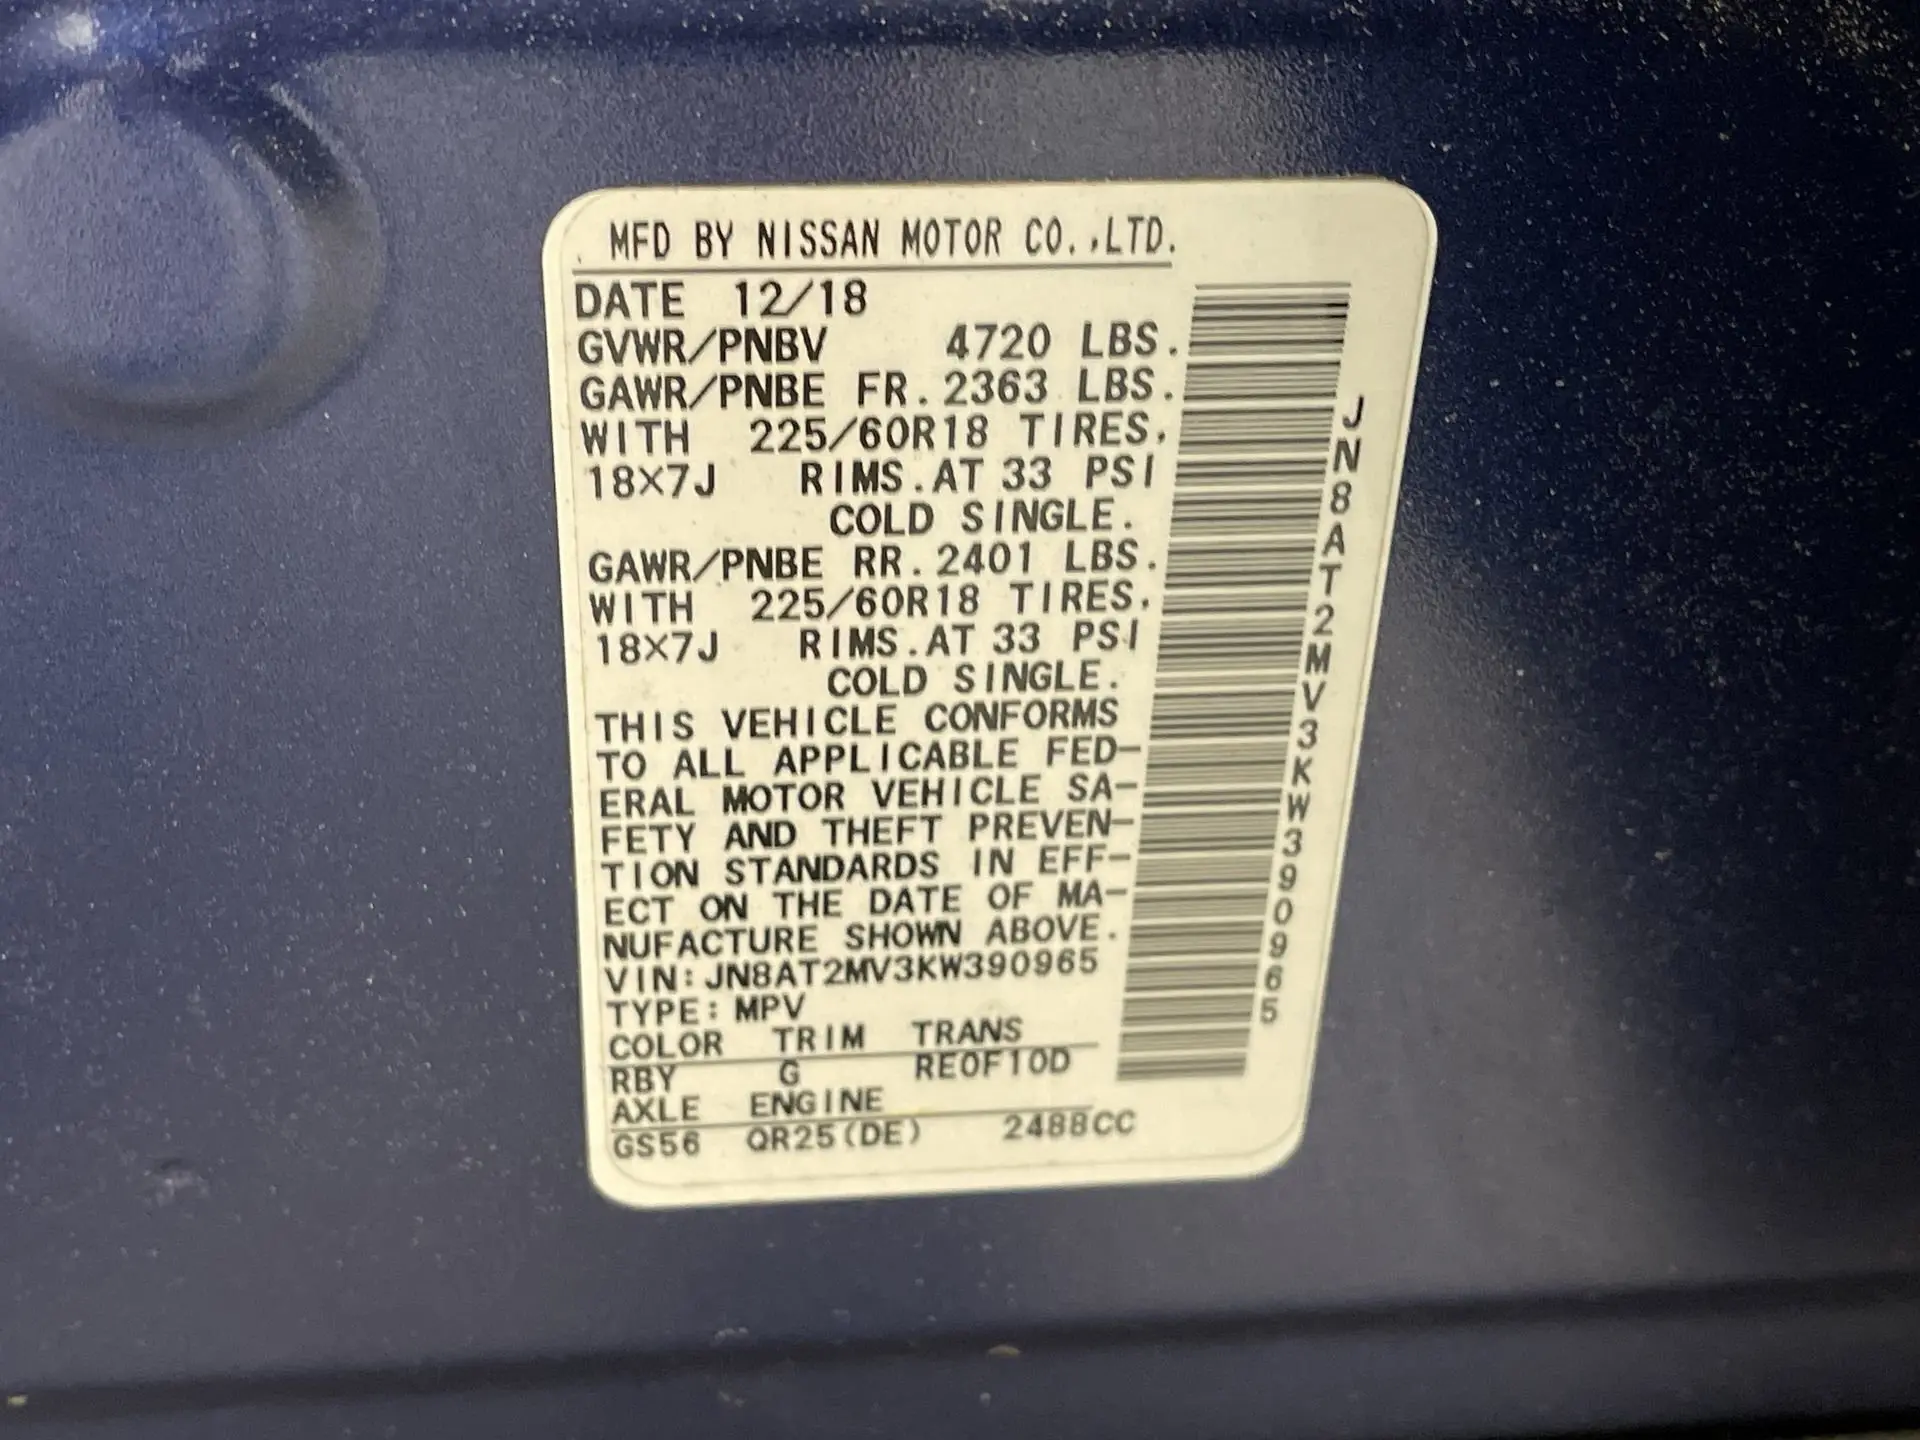 MFD BY NISSAN MOTOR CO.,LTD.
DATE 12/18
GVWR/PNBV 4720 LBS.
GAWR/PNBE FR. 2363 LBS.
WITH 225/60R18 TIRES,
18X7J RIMS.AT 33 PSI
COLD SINGLE.
GAWR/PNBE RR. 2401 LBS.
WITH 225/60R18 TIRES,
18X7J RIMS.AT 33 PSI
COLD SINGLE.
THIS VEHICLE CONFORMS
TO ALL APPLICABLE FED-
ERAL MOTOR VEHICLE SA-
FETY AND THEFT PREVEN-
TION STANDARDS IN EFF-
ECT ON THE DATE OF MA-
NUFACTURE SHOWN ABOVE.
VIN:JN8AT2MV3KW390965
TYPE:MPV
COLOR TRIM TRANS
RBY G RE0F10D
AXLE ENGINE
GS56 QR25(DE) 2488CC
JN8AT2MV3KW390965